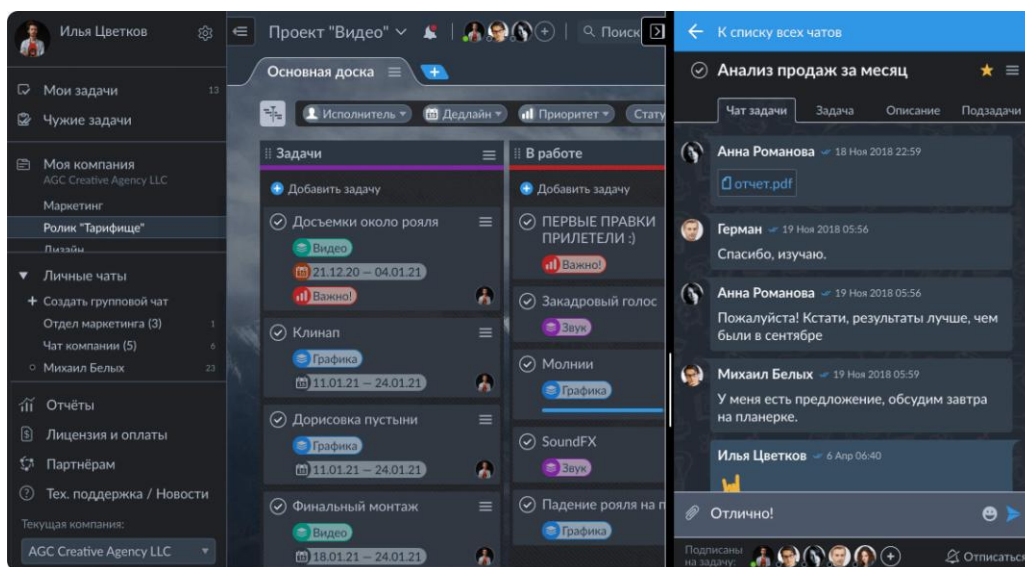 Илья Цветков
Мои задачи 13
Чужие задачи
Моя компания
AGC Creative Agency LLC
Маркетинг
Ролик "Тарифище"
Дизайн
Личные чаты
Создать групповой чат
Отдел маркетинга (3) 1
Чат компании (5) 6
Михаил Белых 23
Отчёты
Лицензия и оплаты
Партнёрам
Тех. поддержка / Новости
Текущая компания:
AGC Creative Agency LLC
Проект "Видео" Поиск
Основная доска
Исполнитель Дедлайн Приоритет Стату
Задачи
Добавить задачу
Досъемки около рояля
Видео
21.12.20 — 04.01.21
Важно!
Клинап
Графика
11.01.21 — 24.01.21
Дорисовка пустыни
Графика
11.01.21 — 24.01.21
Финальный монтаж
Видео
18.01.21 — 24.01.21
В работе
Добавить задачу
ПЕРВЫЕ ПРАВКИ
ПРИЛЕТЕЛИ :)
Важно!
Закадровый голос
Звук
Молнии
Графика
SoundFX
Звук
Падение рояля на п
Графика
К списку всех чатов
Анализ продаж за месяц
Чат задачи Задача Описание Подзадачи
Анна Романова 18 Ноя 2018 22:59
отчет.pdf
Герман 19 Ноя 2018 05:56
Спасибо, изучаю.
Анна Романова 19 Ноя 2018 05:56
Пожалуйста! Кстати, результаты лучше, чем
были в сентябре
Михаил Белых 19 Ноя 2018 05:59
У меня есть предложение, обсудим завтра
на планерке.
Илья Цветков 6 Апр 06:40
Отлично!
Подписаны
на задачу:
Отписаться